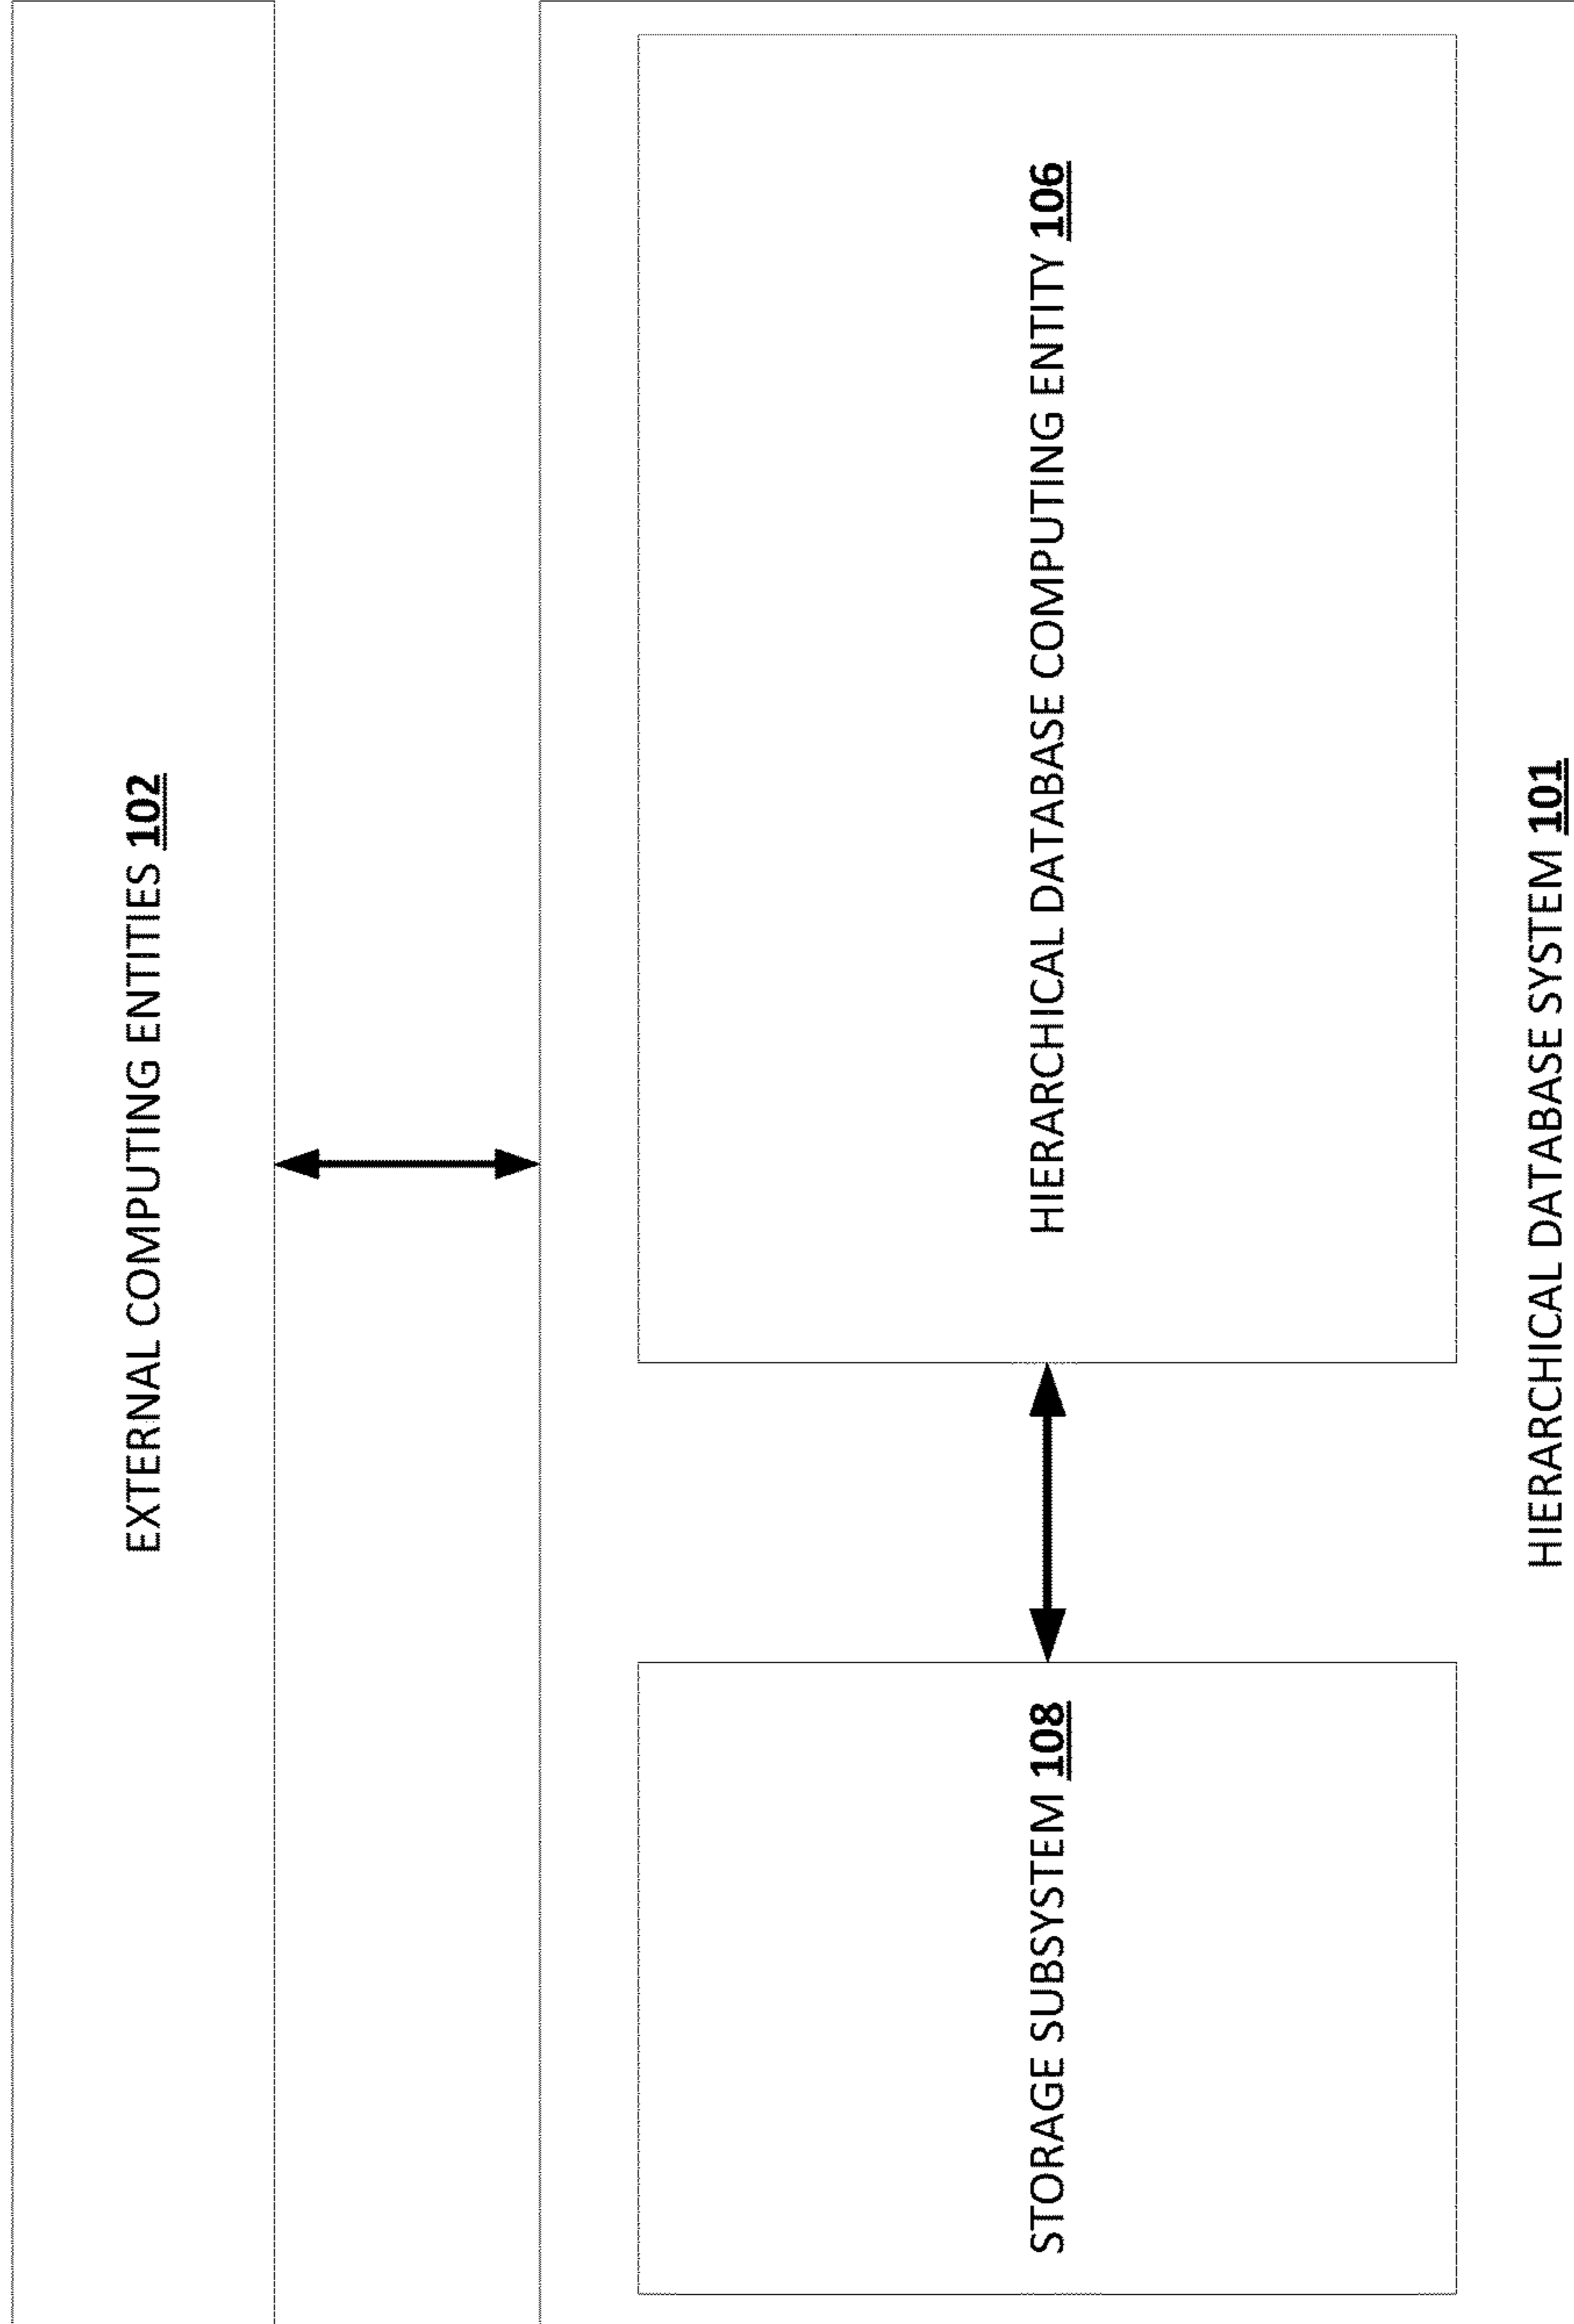 EXTERNAL COMPUTING ENTITIES 102
STORAGE SUBSYSTEM 108
HIERARCHICAL DATABASE COMPUTING ENTITY 106
HIERARCHICAL DATABASE SYSTEM 101